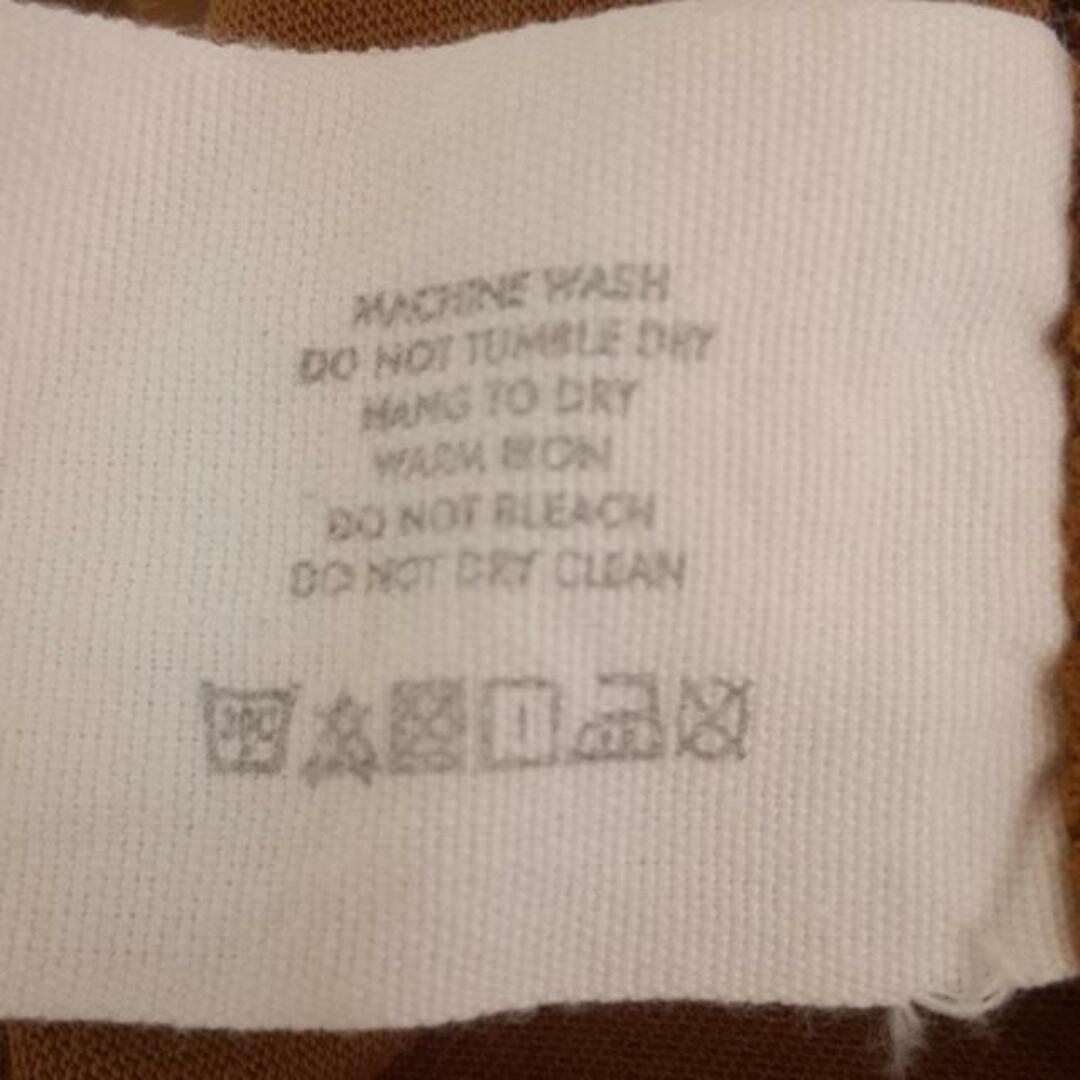 MACHINE WASH
DO NOT TUMBLE DRY
HANG TO DRY
WARM IRON
DO NOT BLEACH
DO NOT DRY CLEAN